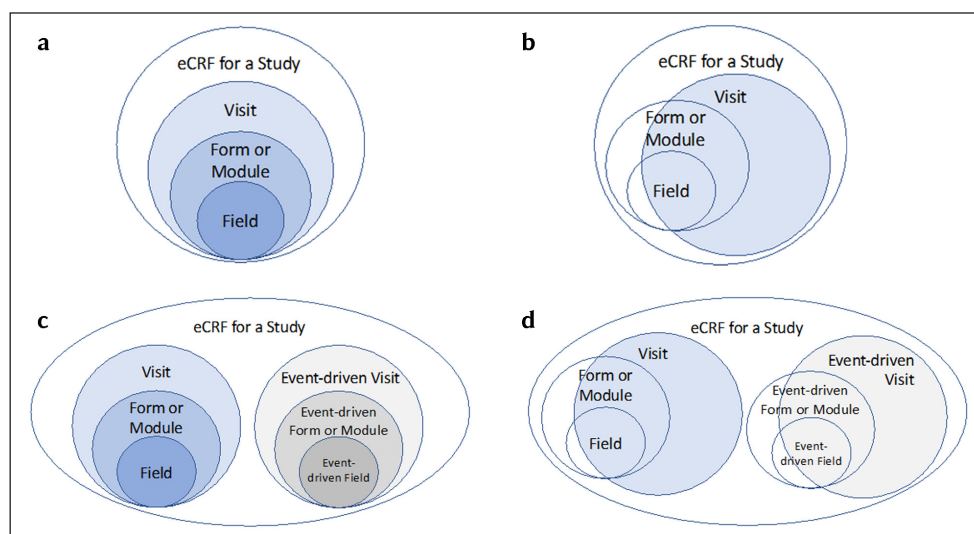 a
eCRF for a Study
Visit
Form or
Module
Field
b
eCRF for a Study
Visit
Form or
Module
Field
c
eCRF for a Study
Visit
Form or
Module
Field
Event-driven Visit
Event-driven
Form or Module
Event-
driven Field
d
eCRF for a Study
Visit
Form or
Module
Field
Event-driven
Visit
Event-driven
Form or Module
Event-
driven Field